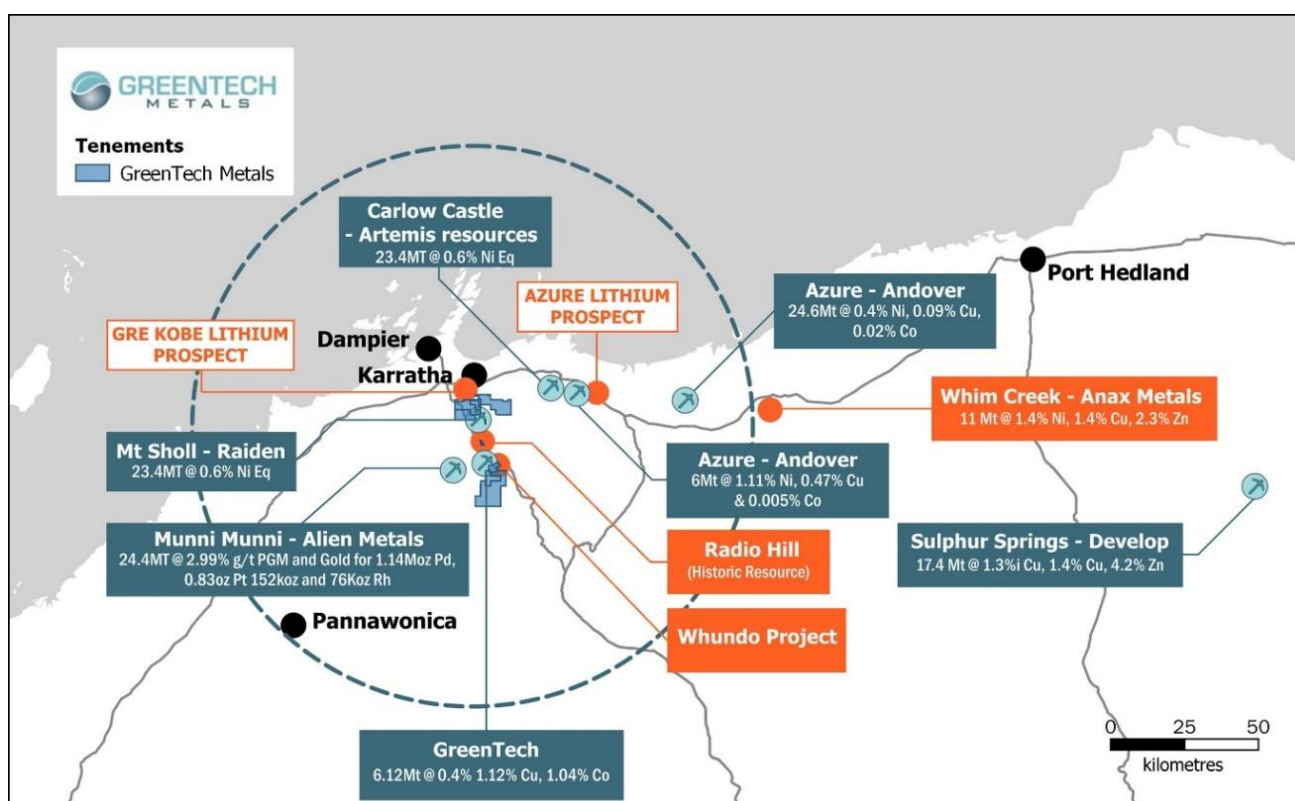 GREENTECH
METALS
Tenements
GreenTech Metals
Carlow Castle
- Artemis resources
23.4MT @ 0.6% Ni Eq
Port Hedland
AZURE LITHIUM
PROSPECT
Azure - Andover
24.6Mt @ 0.4% Ni, 0.09% Cu,
0.02% Co
GRE KOBE LITHIUM
PROSPECT
Dampier
Karratha
Whim Creek - Anax Metals
11 Mt @ 1.4% Ni, 1.4% Cu, 2.3% Zn
Mt Sholl - Raiden
23.4MT @ 0.6% Ni Eq
Azure - Andover
6Mt @ 1.11% Ni, 0.47% Cu
& 0.005% Co
Munni Munni - Alien Metals
24.4MT @ 2.99% g/t PGM and Gold for 1.14Moz Pd,
0.83oz Pt 152koz and 76Koz Rh
Radio Hill
(Historic Resource)
Sulphur Springs - Develop
17.4 Mt @ 1.3%i Cu, 1.4% Cu, 4.2% Zn
Pannawonica
Whundo Project
GreenTech
6.12Mt @ 0.4% 1.12% Cu, 1.04% Co
0 25 50
kilometres